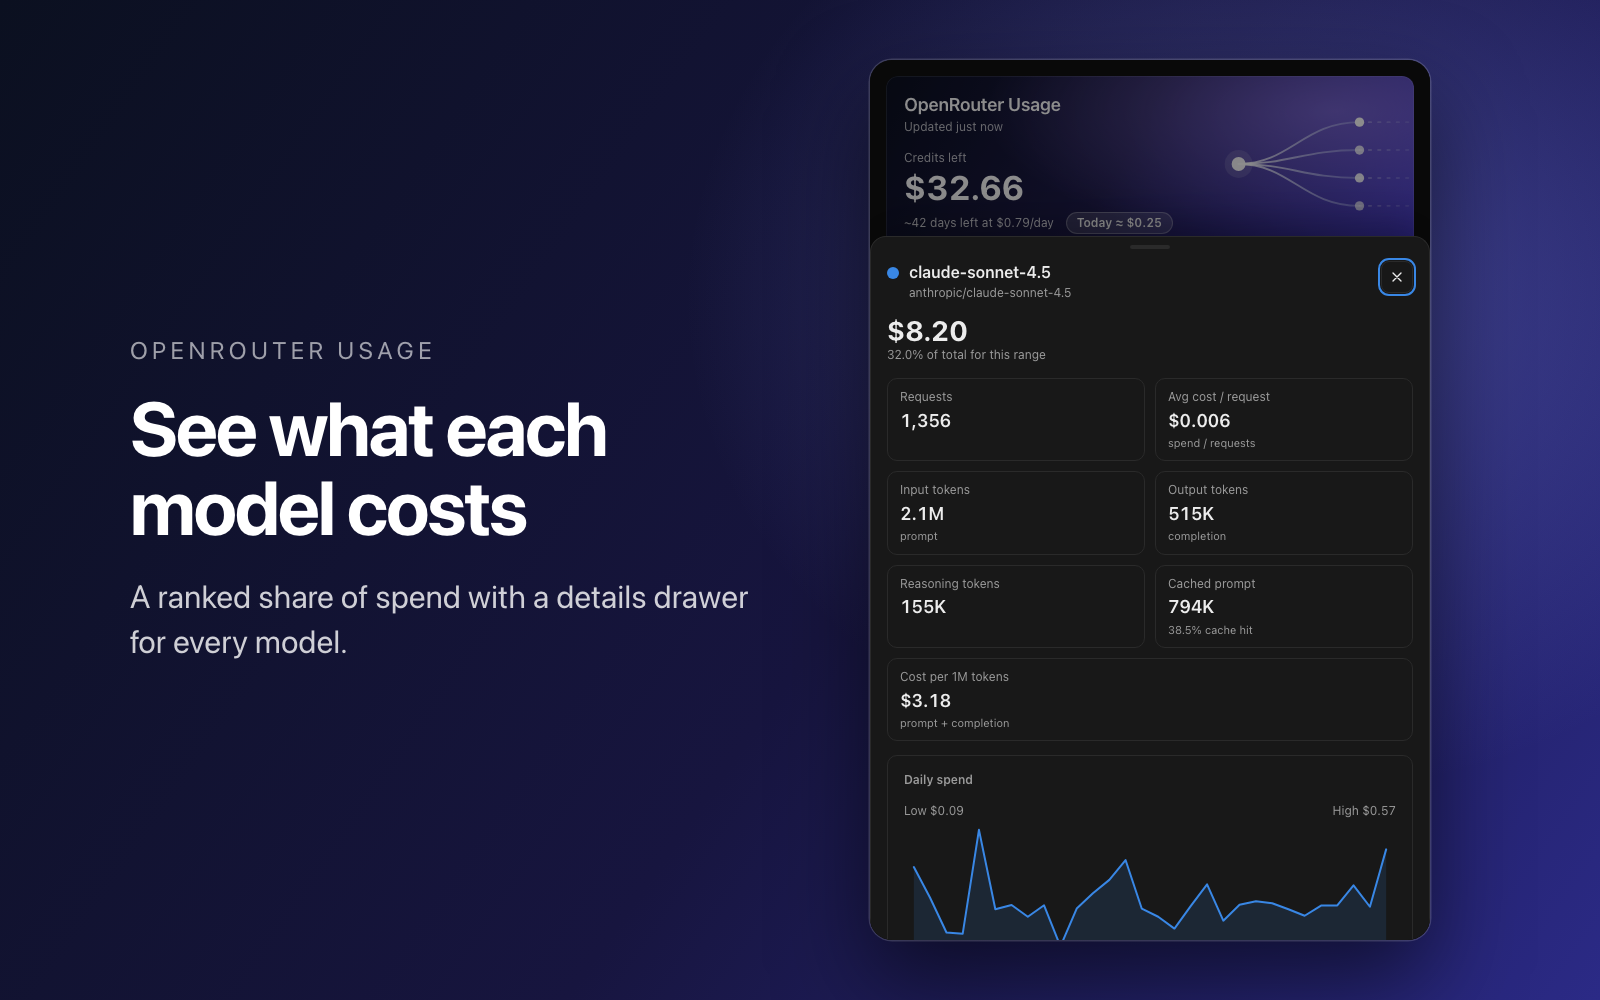 OPENROUTER USAGE
See what each
model costs
A ranked share of spend with a details drawer
for every model.
OpenRouter Usage
Updated just now
Credits left
$32.66
~42 days left at $0.79/day
Today ≈ $0.25
claude-sonnet-4.5
anthropic/claude-sonnet-4.5
$8.20
32.0% of total for this range
Requests
1,356
Avg cost / request
$0.006
spend / requests
Input tokens
2.1M
prompt
Output tokens
515K
completion
Reasoning tokens
155K
Cached prompt
794K
38.5% cache hit
Cost per 1M tokens
$3.18
prompt + completion
Daily spend
Low $0.09
High $0.57